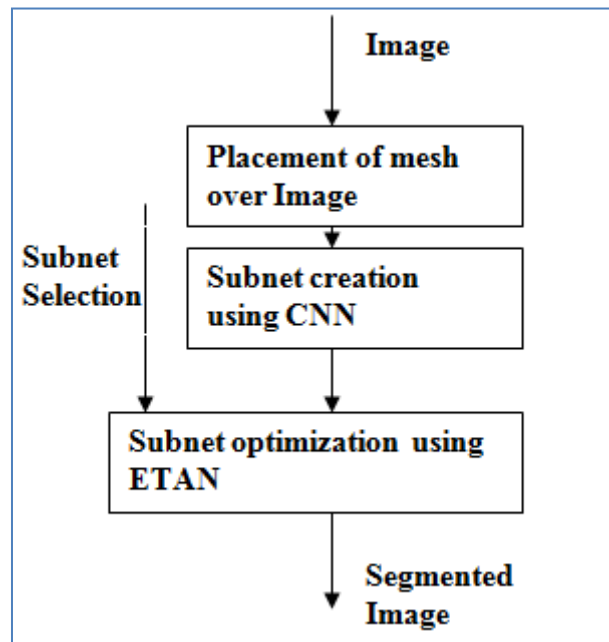 Image
Placement of mesh
over Image
Subnet
Selection
Subnet creation
using CNN
Subnet optimization using
ETAN
Segmented
Image